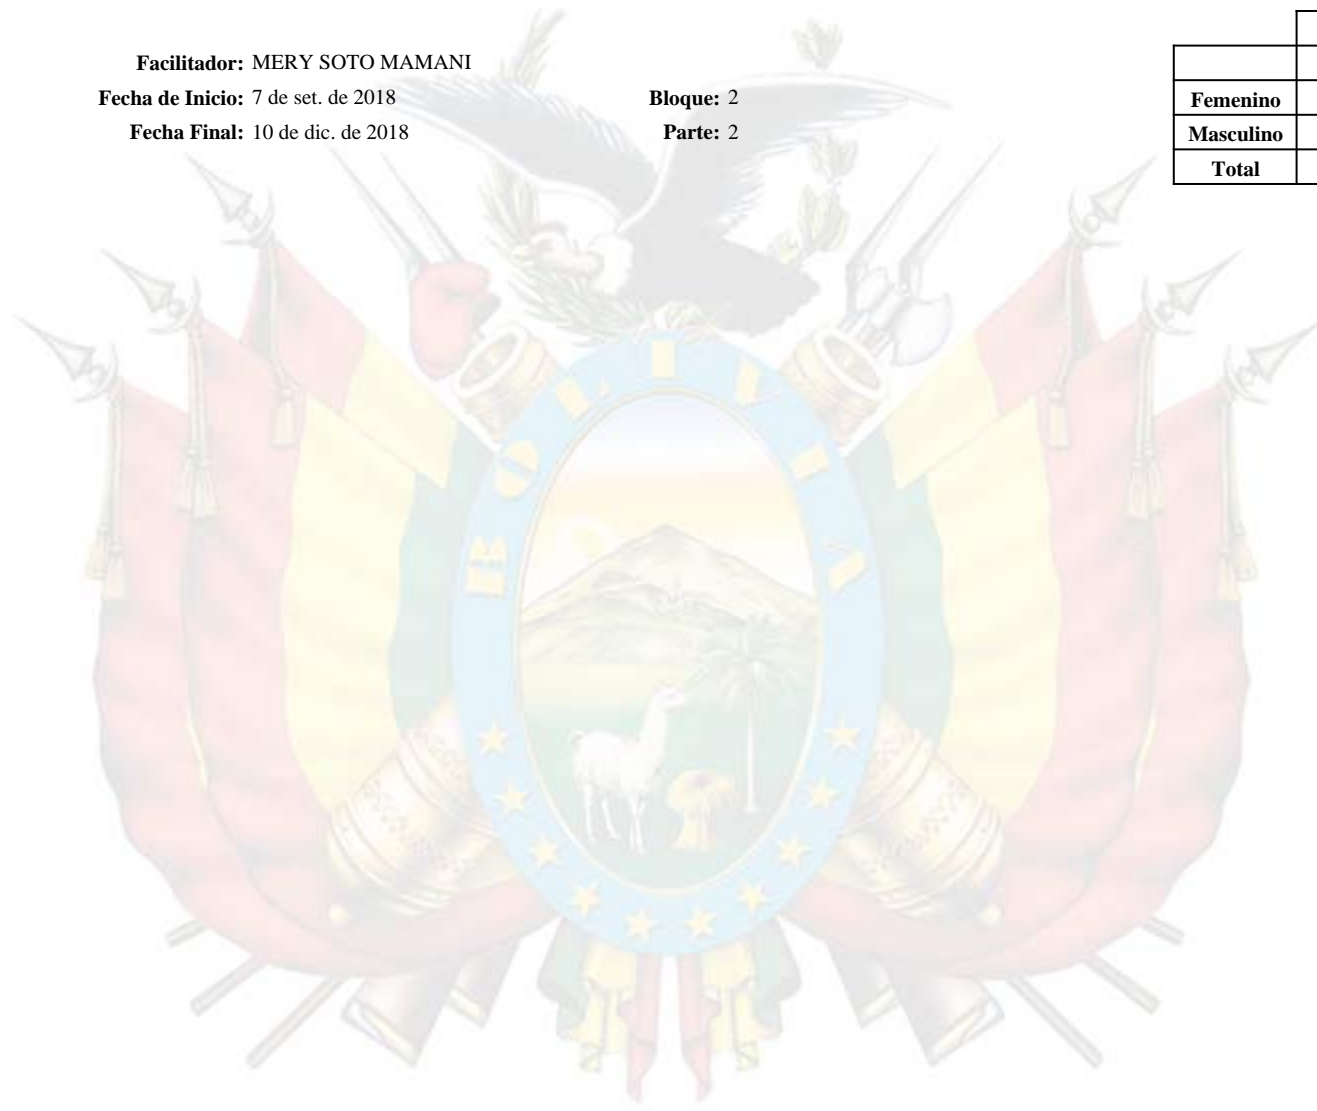 Facilitador: MERY SOTO MAMANI
Fecha de Inicio: 7 de set. de 2018 Bloque: 2
Fecha Final: 10 de dic. de 2018 Parte: 2
Femenino
Masculino
Total
BOLIVIA